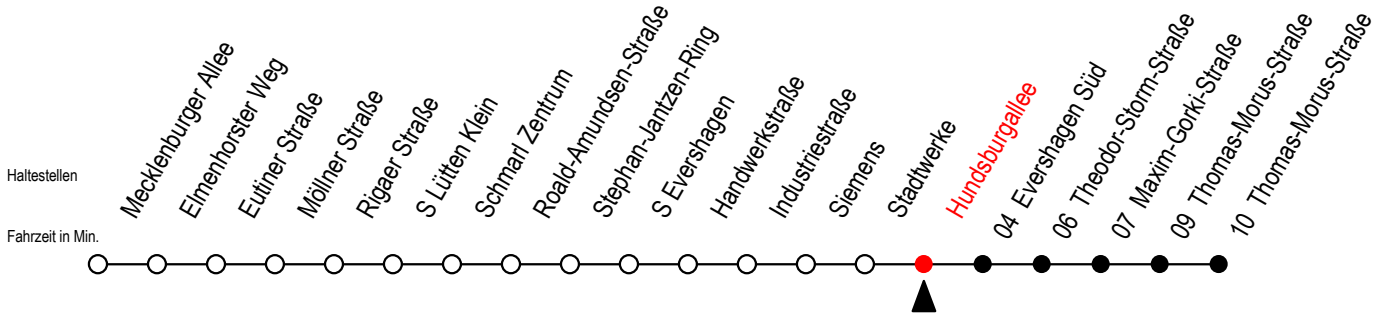 Haltestellen
Mecklenburger Allee
Elmenhorster Weg
Eutiner Straße
Möllner Straße
Rigaer Straße
S Lütten Klein
Schmarl Zentrum
Roald-Amundsen-Straße
Stephan-Jantzen-Ring
S Evershagen
Handwerkstraße
Industriestraße
Siemens
Stadtwerke
Hundsburgallee
04 Evershagen Süd
06 Theodor-Storm-Straße
07 Maxim-Gorki-Straße
09 Thomas-Morus-Straße
10 Thomas-Morus-Straße
Fahrzeit in Min.